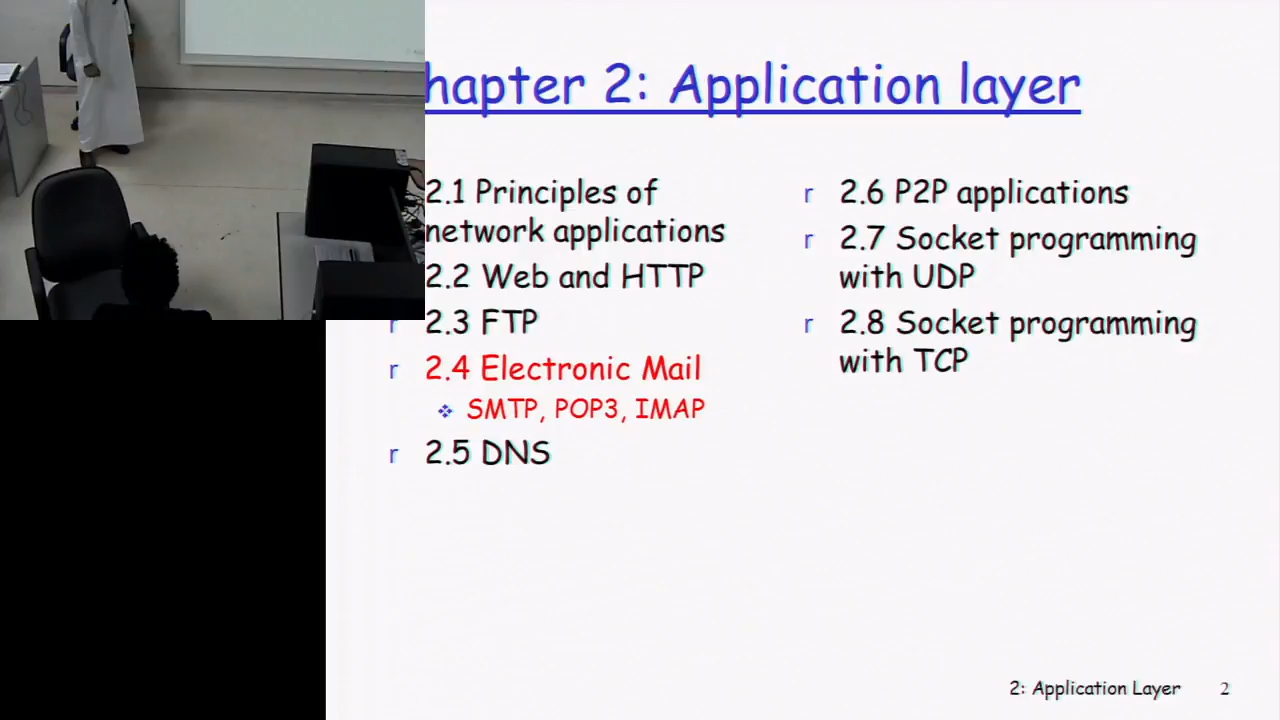 hapter 2: Application layer
2.1 Principles of
network applications
2.2 Web and HTTP
r 2.3 FTP
r 2.4 Electronic Mail
❖ SMTP, POP3, IMAP
r 2.5 DNS
r 2.6 P2P applications
r 2.7 Socket programming
with UDP
r 2.8 Socket programming
with TCP
2: Application Layer 2